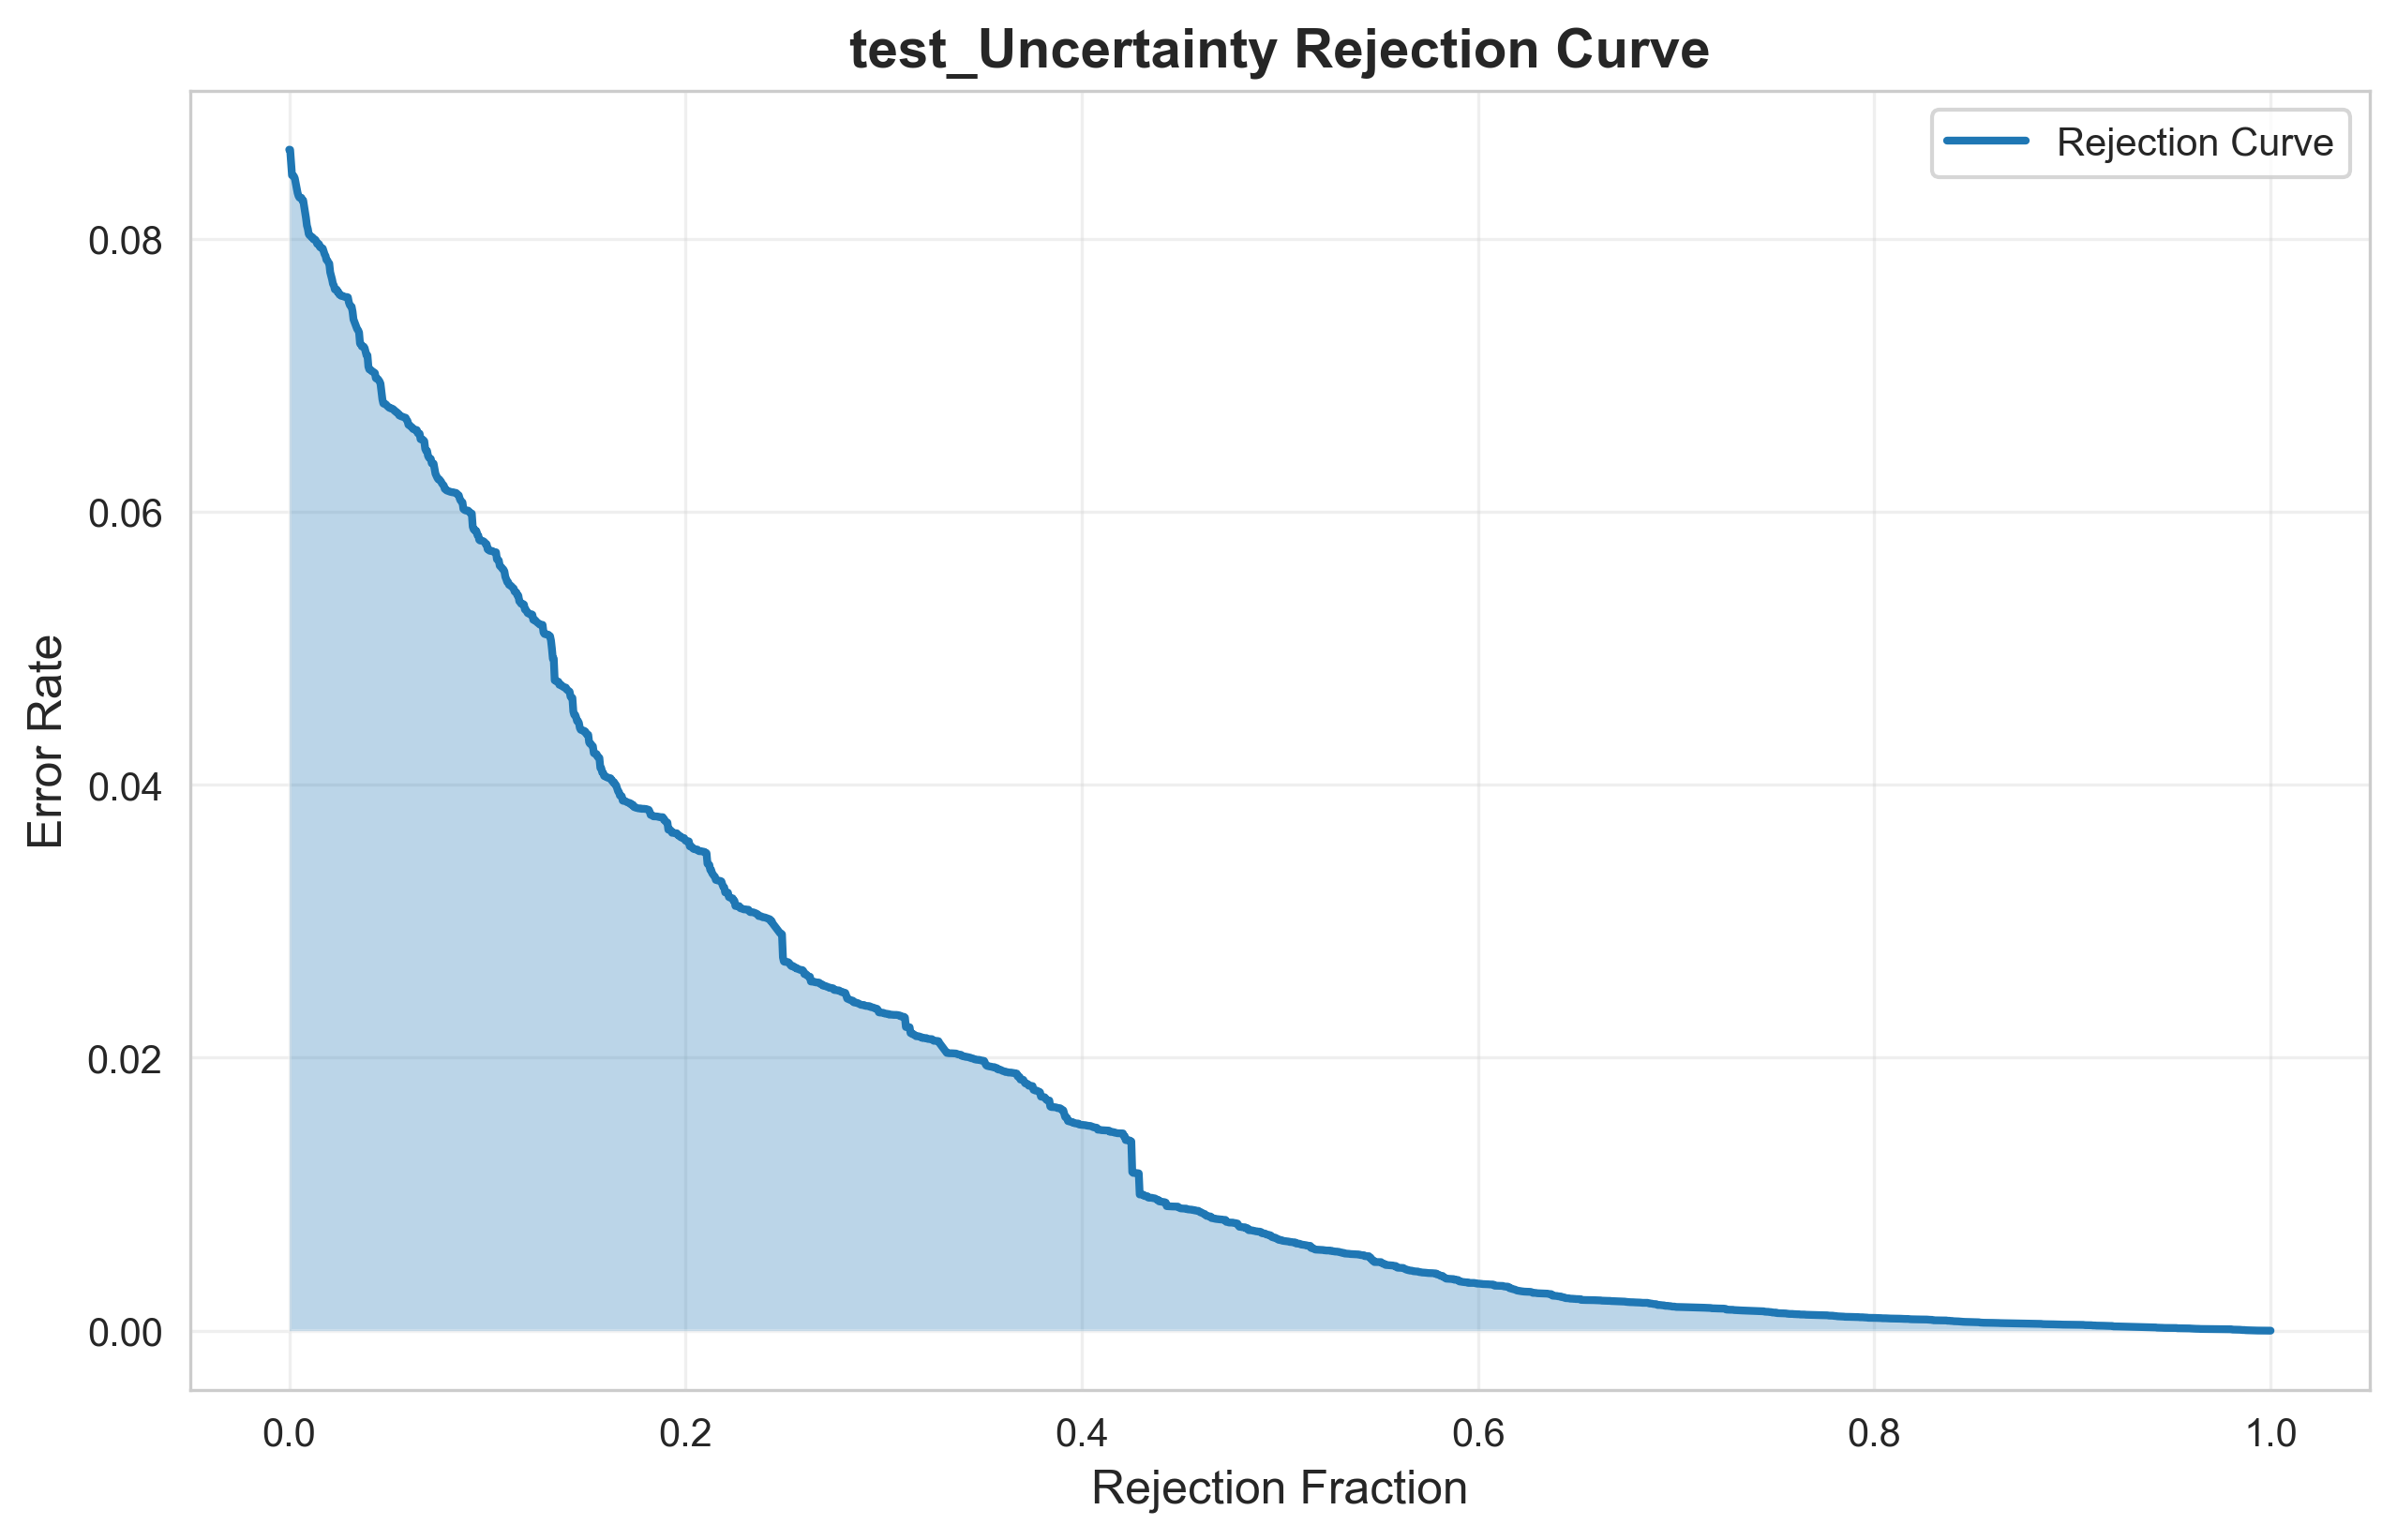 test_Uncertainty Rejection Curve
Rejection Curve
Error Rate
0.08
0.06
0.04
0.02
0.00
0.0 0.2 0.4 0.6 0.8 1.0
Rejection Fraction